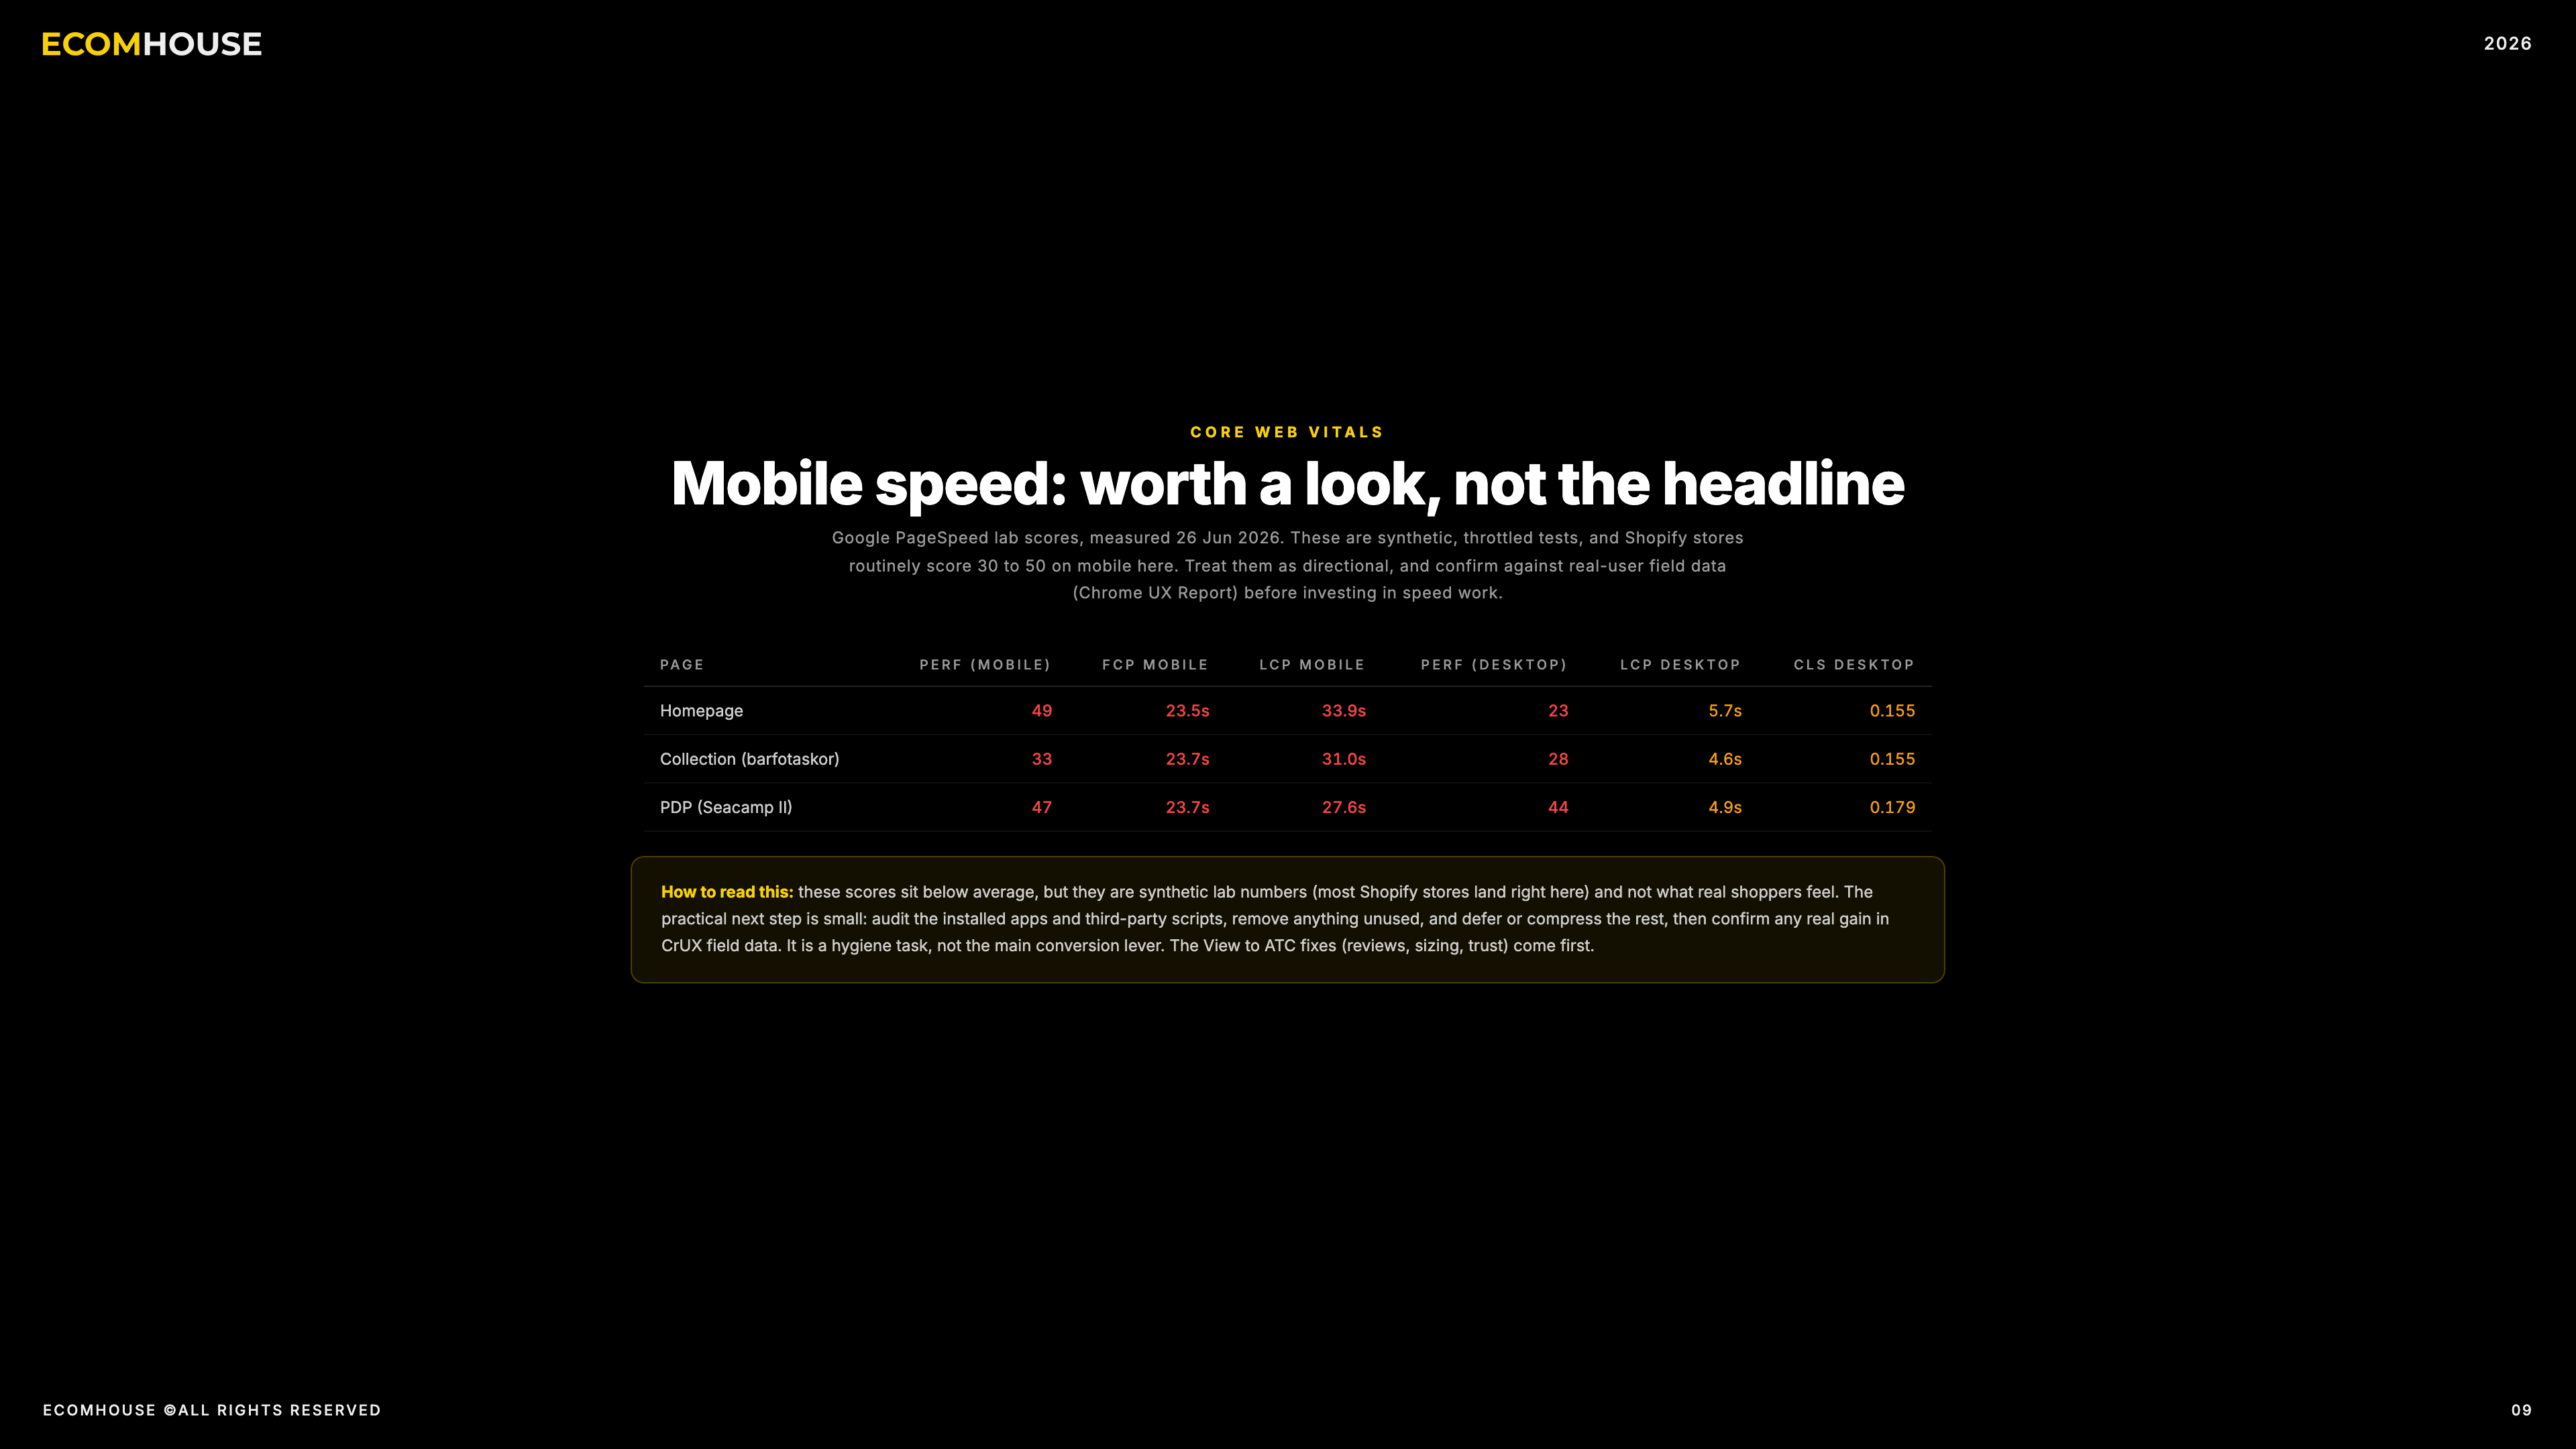 ECOMHOUSE
2026
CORE WEB VITALS
Mobile speed: worth a look, not the headline
Google PageSpeed lab scores, measured 26 Jun 2026. These are synthetic, throttled tests, and Shopify stores
routinely score 30 to 50 on mobile here. Treat them as directional, and confirm against real-user field data
(Chrome UX Report) before investing in speed work.
PAGE PERF (MOBILE) FCP MOBILE LCP MOBILE PERF (DESKTOP) LCP DESKTOP CLS DESKTOP
Homepage 49 23.5s 33.9s 23 5.7s 0.155
Collection (barfotaskor) 33 23.7s 31.0s 28 4.6s 0.155
PDP (Seacamp II) 47 23.7s 27.6s 44 4.9s 0.179
How to read this: these scores sit below average, but they are synthetic lab numbers (most Shopify stores land right here) and not what real shoppers feel. The
practical next step is small: audit the installed apps and third-party scripts, remove anything unused, and defer or compress the rest, then confirm any real gain in
CrUX field data. It is a hygiene task, not the main conversion lever. The View to ATC fixes (reviews, sizing, trust) come first.
ECOMHOUSE ©ALL RIGHTS RESERVED
09